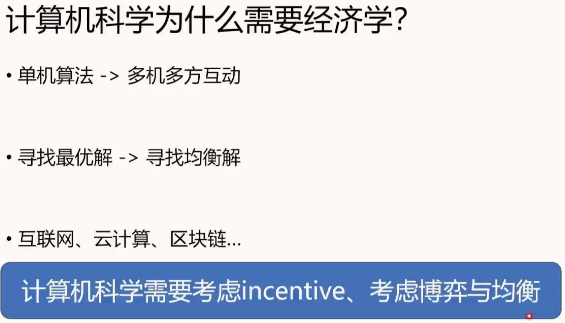 计算机科学为什么需要经济学？
• 单机算法 -> 多机多方互动
• 寻找最优解 -> 寻找均衡解
• 互联网、云计算、区块链...
计算机科学需要考虑incentive、考虑博弈与均衡